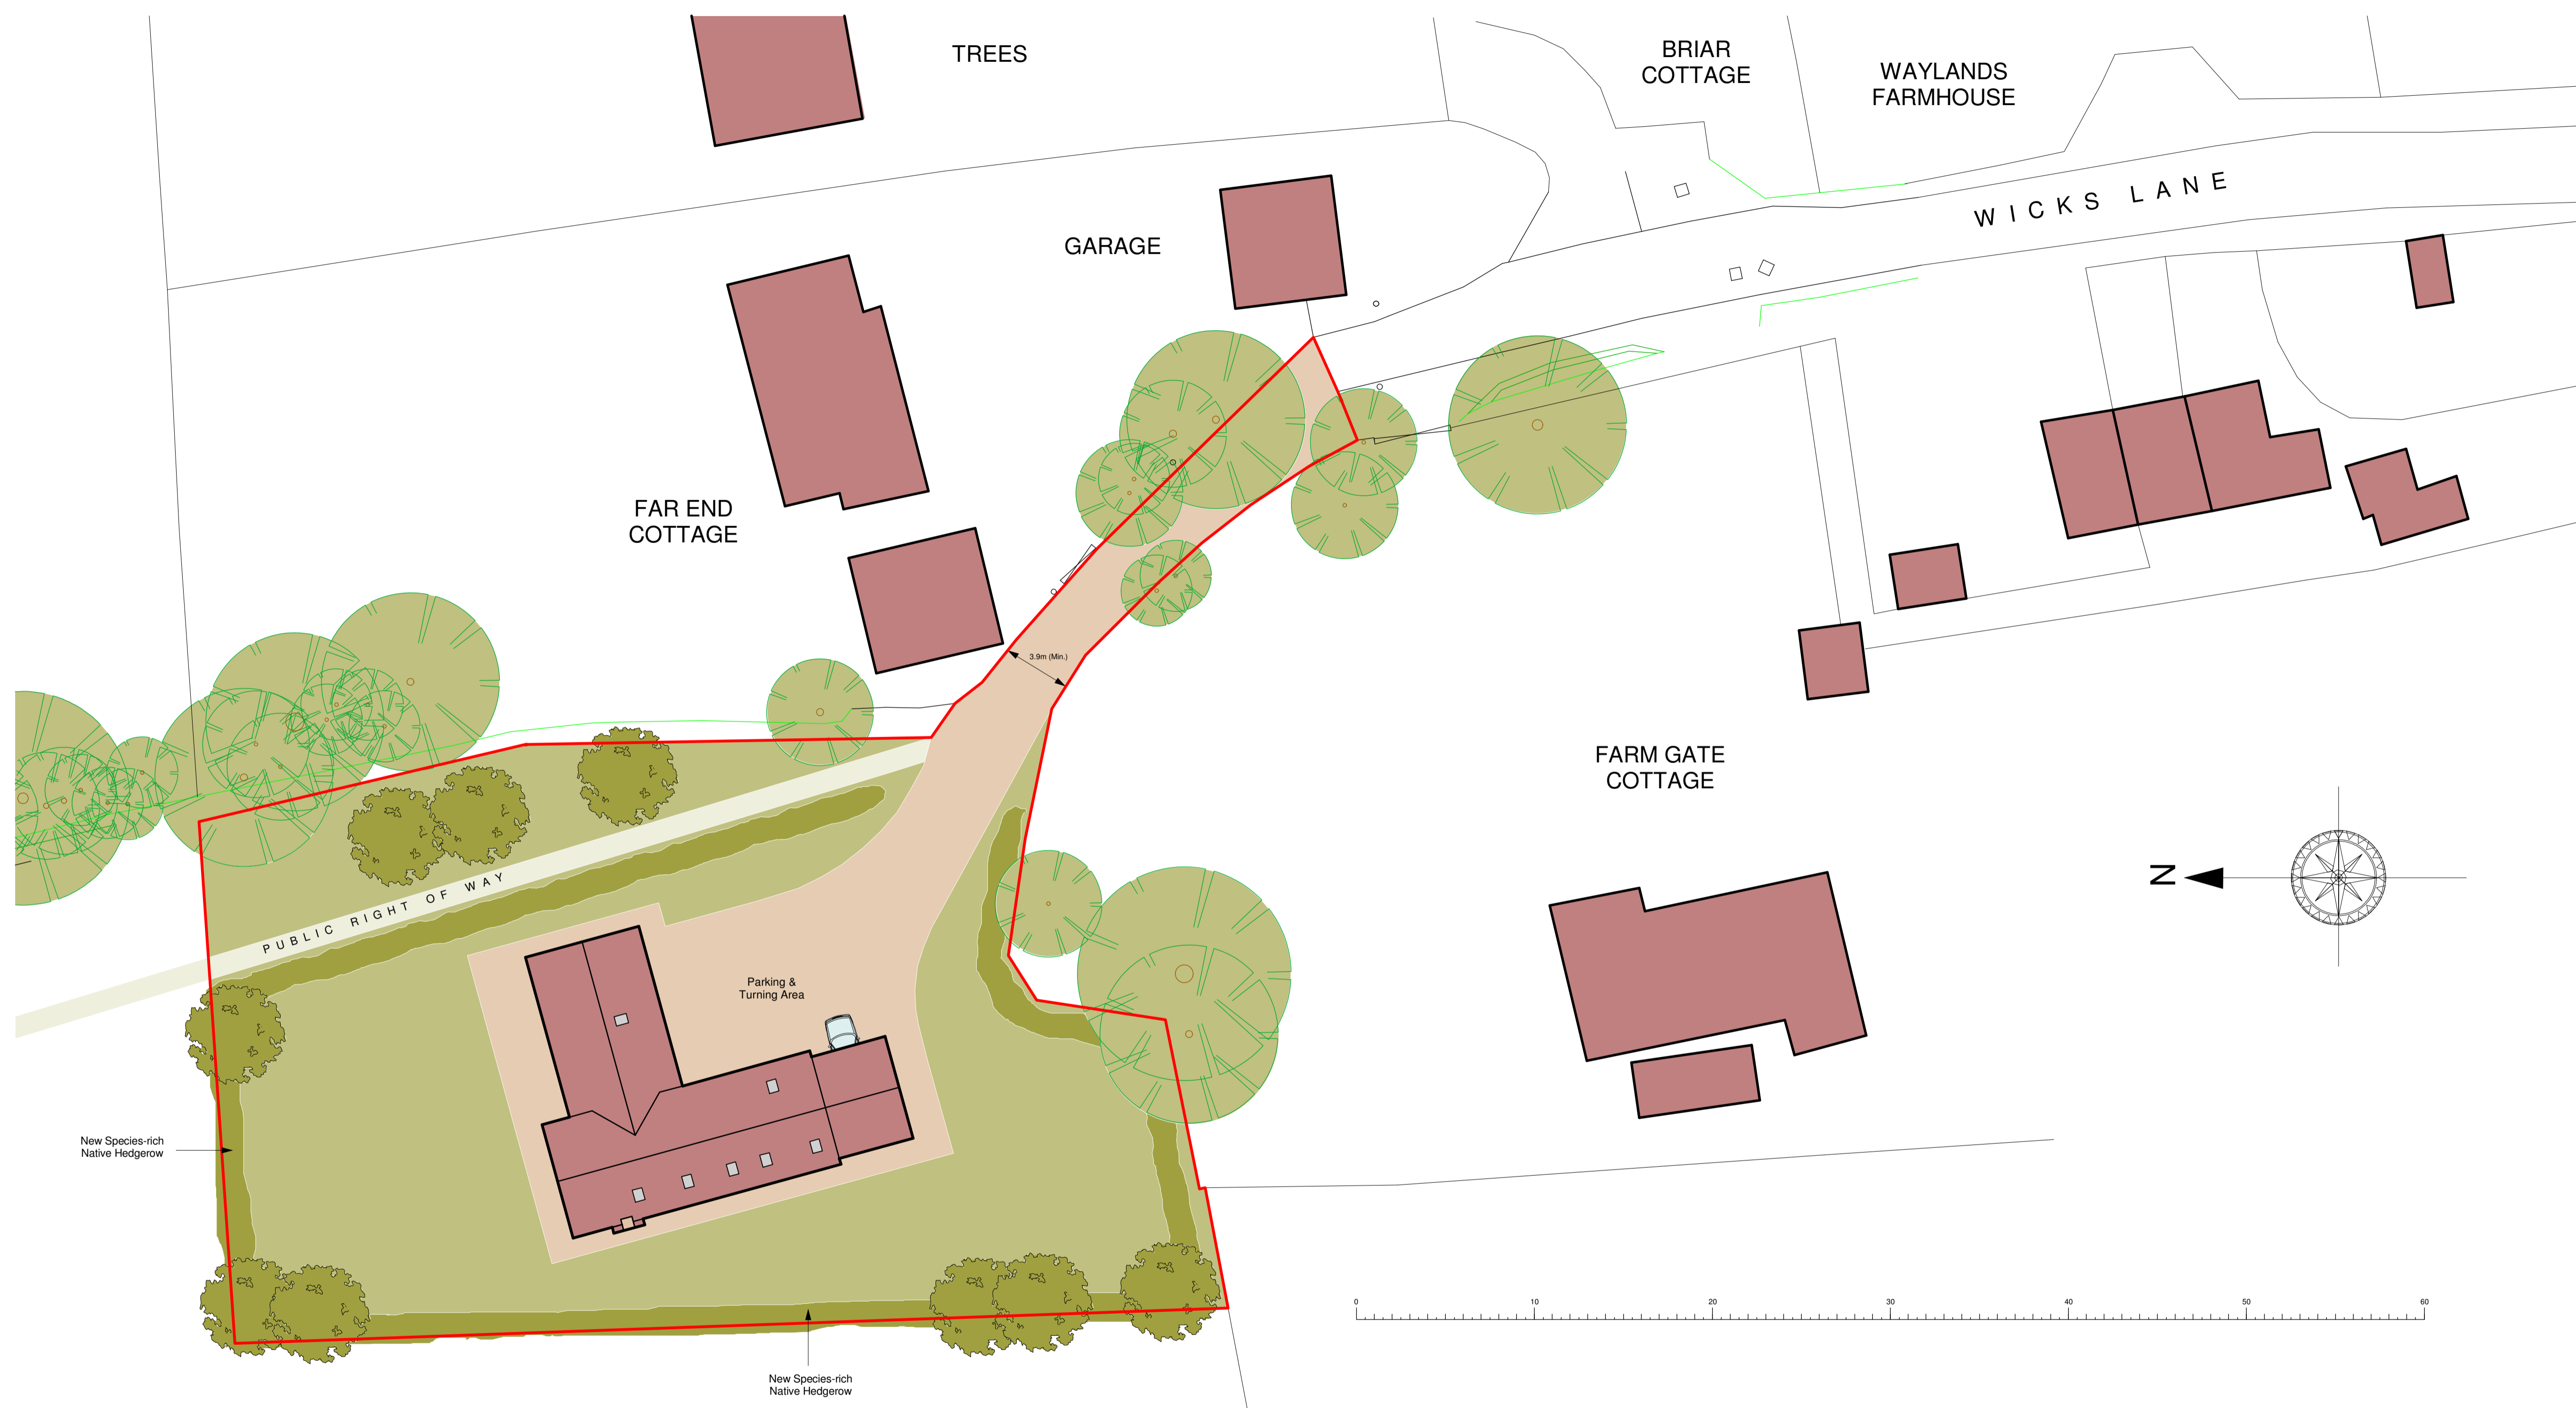 TREES
BRIAR
COTTAGE
WAYLANDS
FARMHOUSE
WICKS LANE
GARAGE
FAR END
COTTAGE
3.9m (Min.)
FARM GATE
COTTAGE
PUBLIC RIGHT OF WAY
N
Parking &
Turning Area
New Species-rich
Native Hedgerow
0 10 20 30 40 50 60
New Species-rich
Native Hedgerow